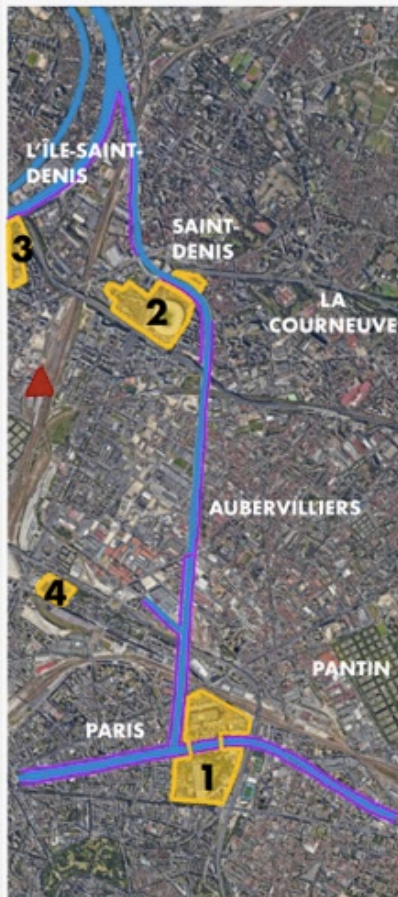 L'ÎLE-SAINT-
DENIS
SAINT-
DENIS
3
2
LA
COURNEUVE
AUBERVILLIERS
4
PANTIN
PARIS
1